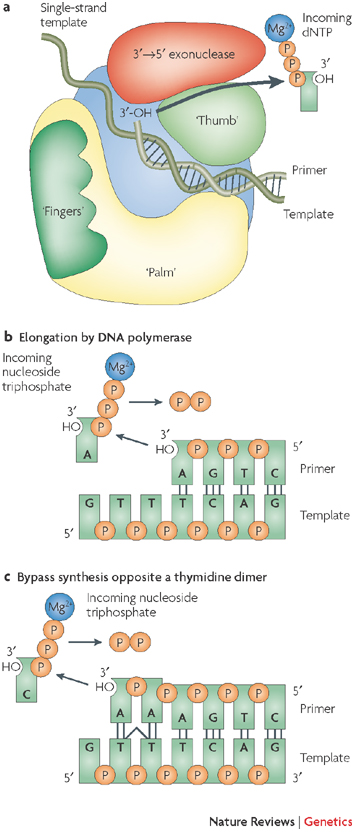 a
Single-strand
template
Incoming
dNTP
Mg2+
P
P
P
3′
OH
3′→5′ exonuclease
3′-OH
'Thumb'
Primer
Template
'Fingers'
'Palm'
b Elongation by DNA polymerase
Incoming
nucleoside
triphosphate
Mg2+
P
P
P
P P
3′
HO
A
3′
HO
P P P
5′
A G T C
Primer
G T T T C A G
Template
5′
P P P P P P
c Bypass synthesis opposite a thymidine dimer
Incoming nucleoside
triphosphate
Mg2+
P
P
P
P P
3′
HO
C
3′
HO
P P P P P
5′
A A A G T C
Primer
G T T T C A G
Template
5′
P P P P P P
3′
Nature Reviews | Genetics